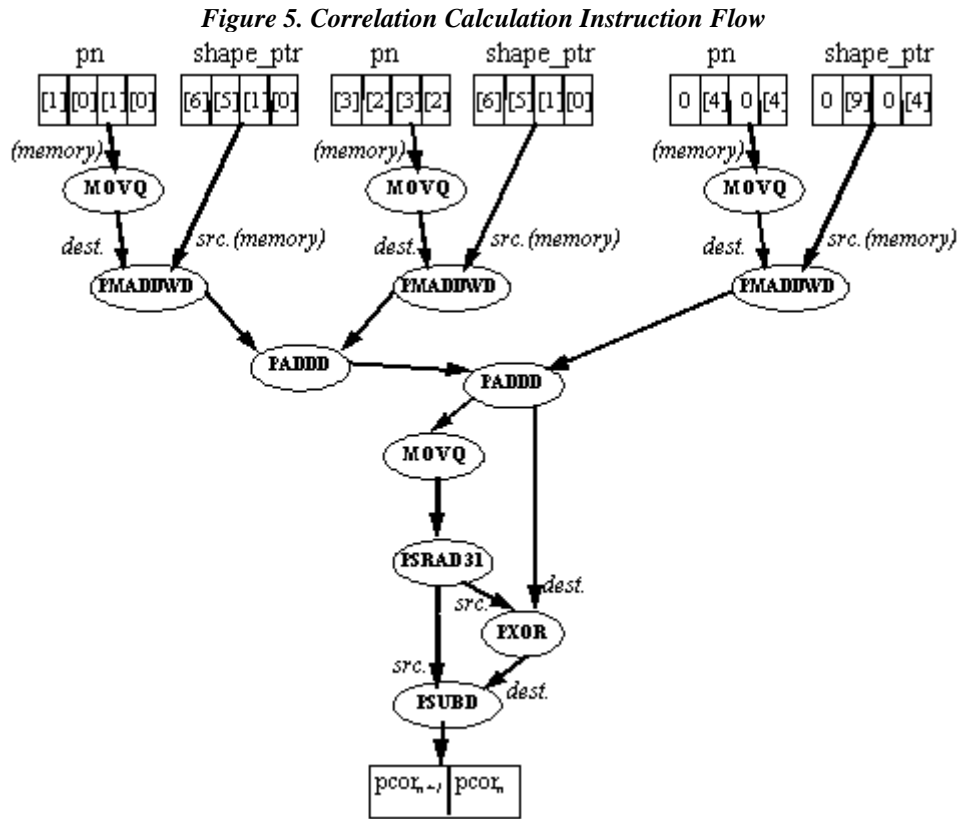 Figure 5. Correlation Calculation Instruction Flow
pn shape_ptr pn shape_ptr pn shape_ptr
[1] [0] [1] [0] [6] [5] [1] [0] [3] [2] [3] [2] [6] [5] [1] [0] 0 [4] 0 [4] 0 [9] 0 [4]
(memory) (memory) (memory)
MOVQ MOVQ MOVQ
dest. src. (memory) dest. src. (memory) dest. src. (memory)
PMADDWD PMADDWD PMADDWD
PADDD PADDD
MOVQ
PSRAD31
src. dest.
PXOR
src. dest.
PSUBD
pcorₙ₊₁ pcorₙ